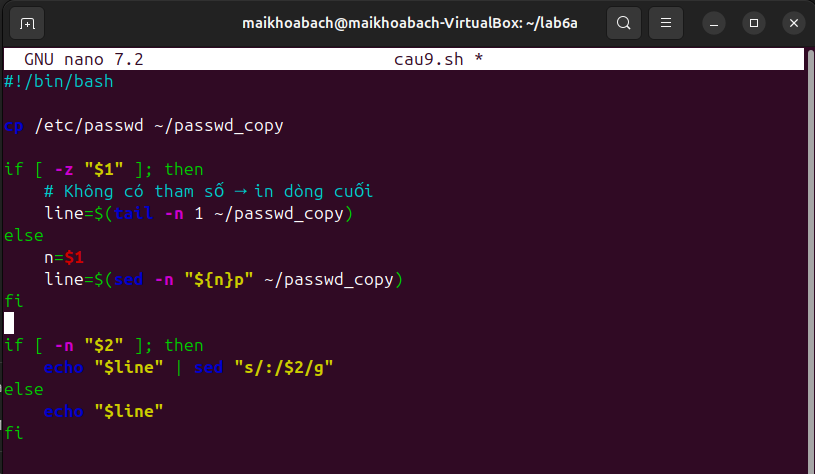 maikhoabach@maikhoabach-VirtualBox: ~/lab6a
GNU nano 7.2 cau9.sh *
#!/bin/bash
cp /etc/passwd ~/passwd_copy
if [ -z "$1" ]; then
    # Không có tham số → in dòng cuối
    line=$(tail -n 1 ~/passwd_copy)
else
    n=$1
    line=$(sed -n "${n}p" ~/passwd_copy)
fi
if [ -n "$2" ]; then
    echo "$line" | sed "s/:/$2/g"
else
    echo "$line"
fi